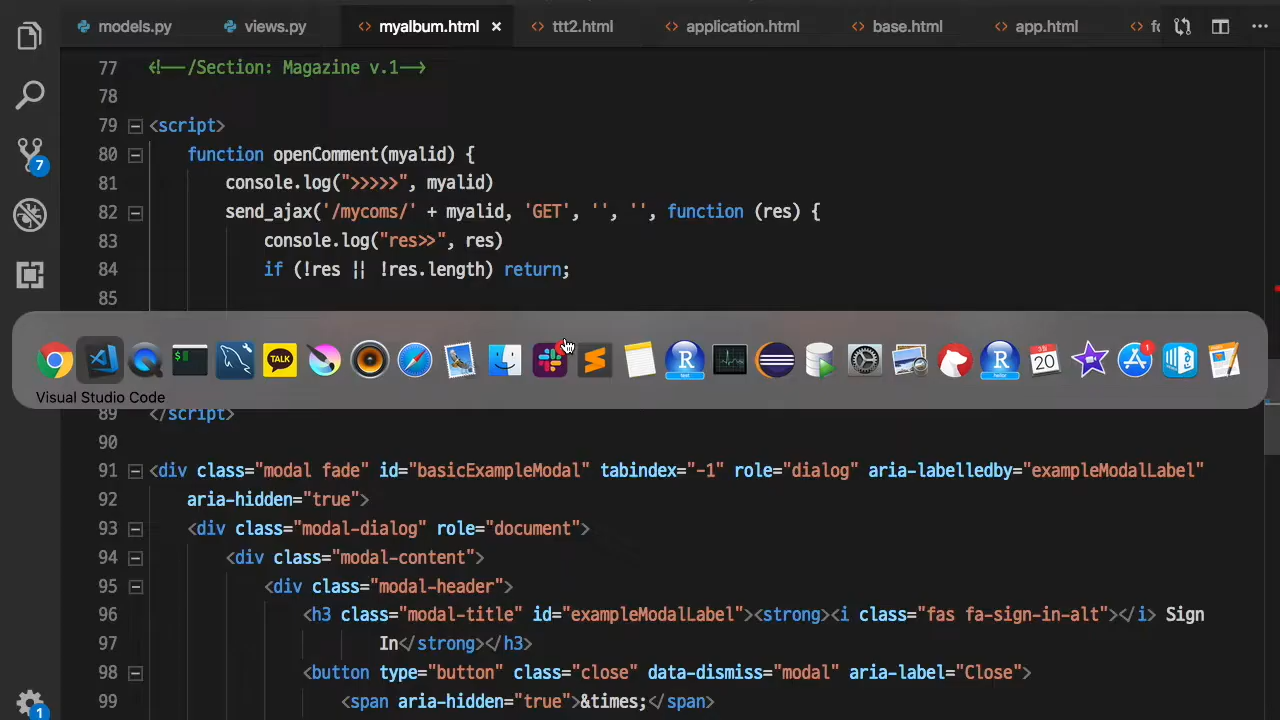 models.py views.py myalbum.html ttt2.html application.html base.html app.html
77 <!--/Section: Magazine v.1-->
78
79 <script>
80 function openComment(myalid) {
81 console.log(">>>>>", myalid)
82 send_ajax('/mycoms/' + myalid, 'GET', '', '', function (res) {
83 console.log("res>>", res)
84 if (!res || !res.length) return;
85
TALK
R
R
20
1
Visual Studio Code
89 </script>
90
91 <div class="modal fade" id="basicExampleModal" tabindex="-1" role="dialog" aria-labelledby="exampleModalLabel"
92 aria-hidden="true">
93 <div class="modal-dialog" role="document">
94 <div class="modal-content">
95 <div class="modal-header">
96 <h3 class="modal-title" id="exampleModalLabel"><strong><i class="fas fa-sign-in-alt"></i> Sign
97 In</strong></h3>
98 <button type="button" class="close" data-dismiss="modal" aria-label="Close">
99 <span aria-hidden="true">&times;</span>
7
1